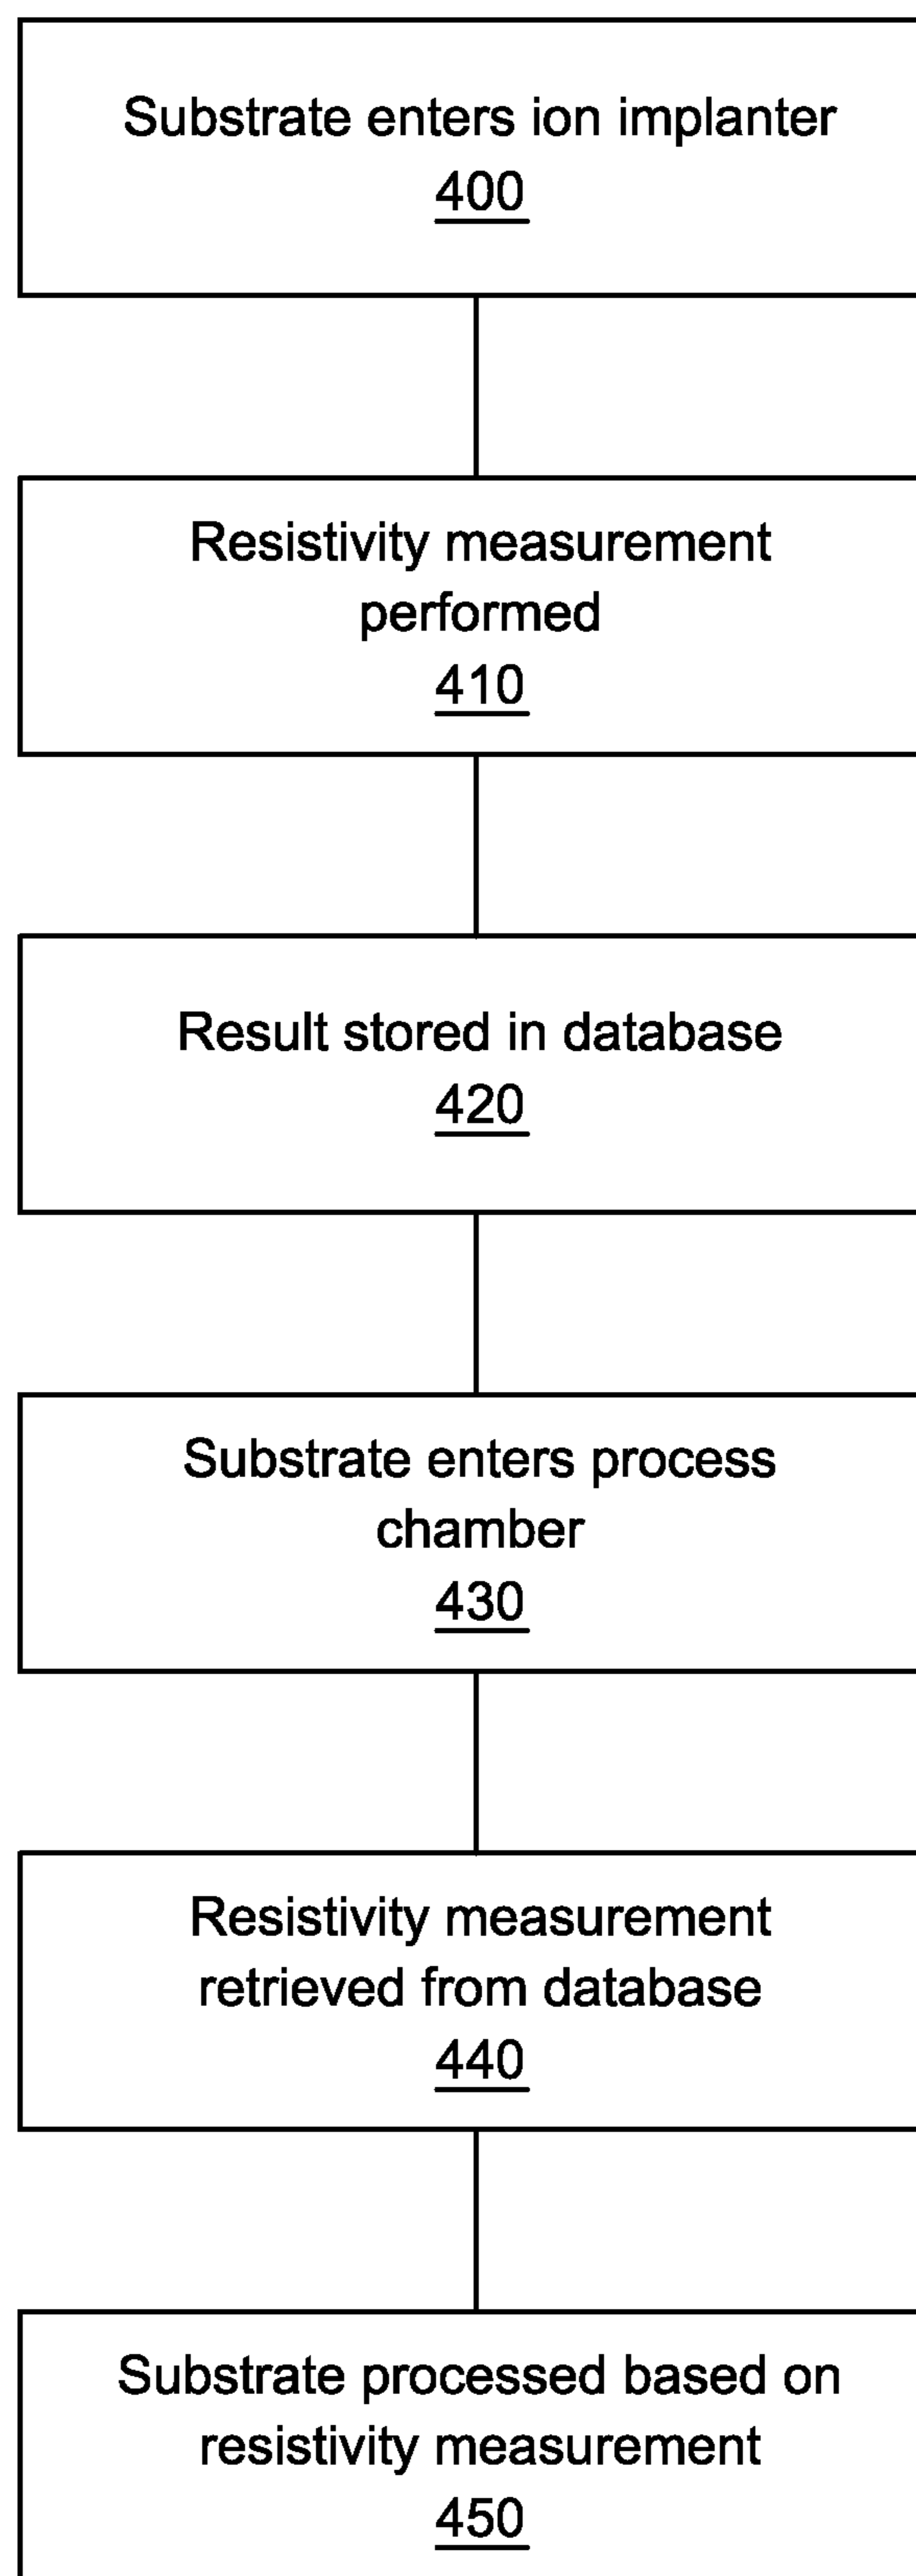 Substrate enters ion implanter
400
Resistivity measurement
performed
410
Result stored in database
420
Substrate enters process
chamber
430
Resistivity measurement
retrieved from database
440
Substrate processed based on
resistivity measurement
450